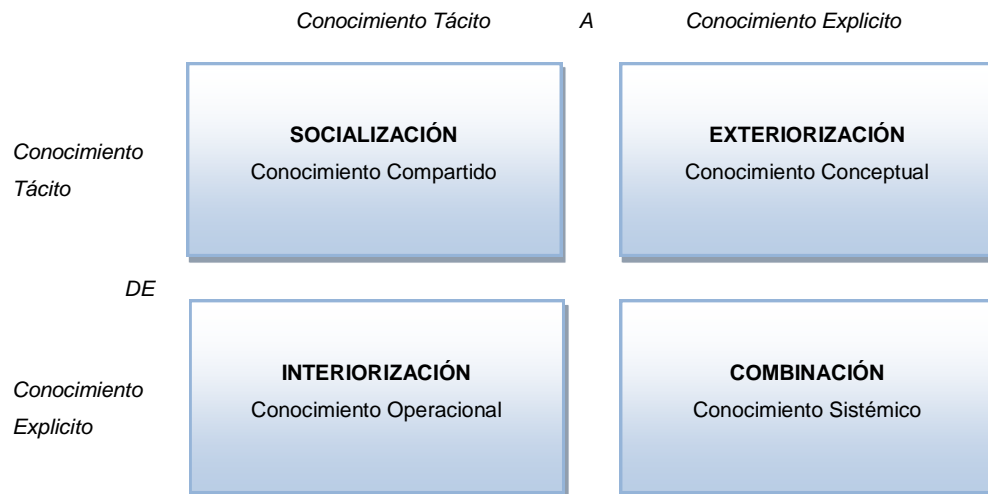 Conocimiento Tácito A Conocimiento Explicito
SOCIALIZACIÓN
Conocimiento Compartido
EXTERIORIZACIÓN
Conocimiento Conceptual
Conocimiento
Tácito
DE
INTERIORIZACIÓN
Conocimiento Operacional
COMBINACIÓN
Conocimiento Sistémico
Conocimiento
Explicito